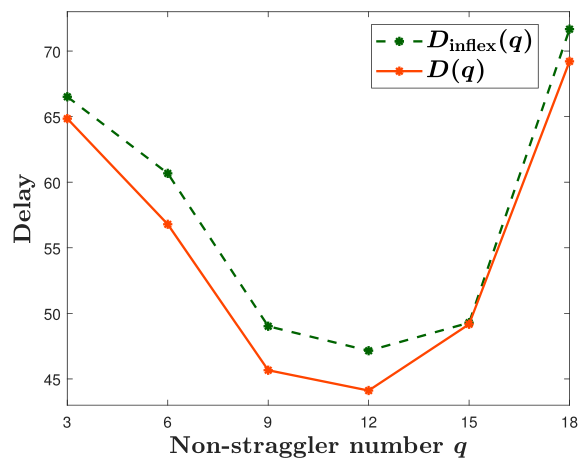 D_inflex(q)
D(q)
70
65
60
55
50
45
Delay
3 6 9 12 15 18
Non-straggler number q